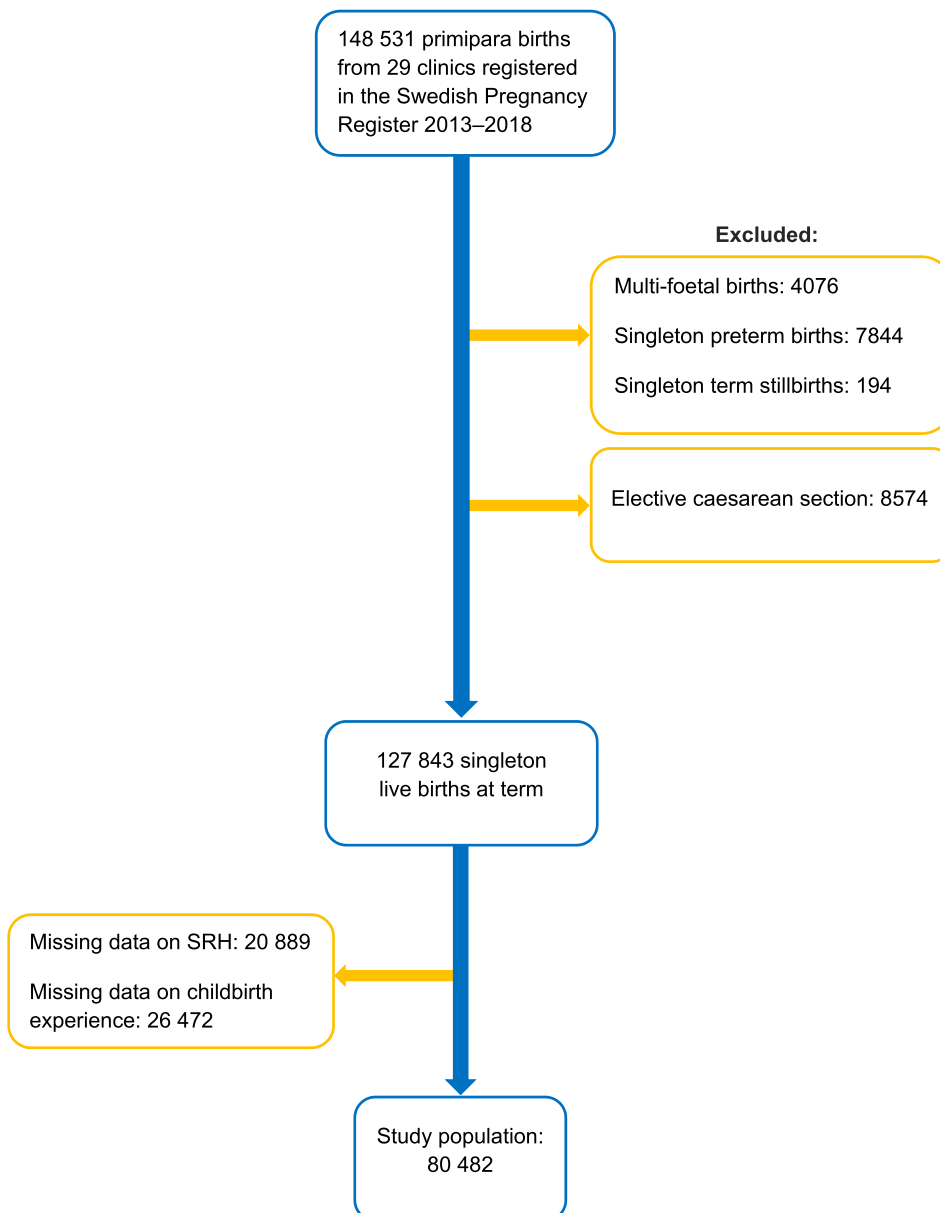 148 531 primipara births
from 29 clinics registered
in the Swedish Pregnancy
Register 2013–2018
Excluded:
Multi-foetal births: 4076
Singleton preterm births: 7844
Singleton term stillbirths: 194
Elective caesarean section: 8574
127 843 singleton
live births at term
Missing data on SRH: 20 889
Missing data on childbirth
experience: 26 472
Study population:
80 482